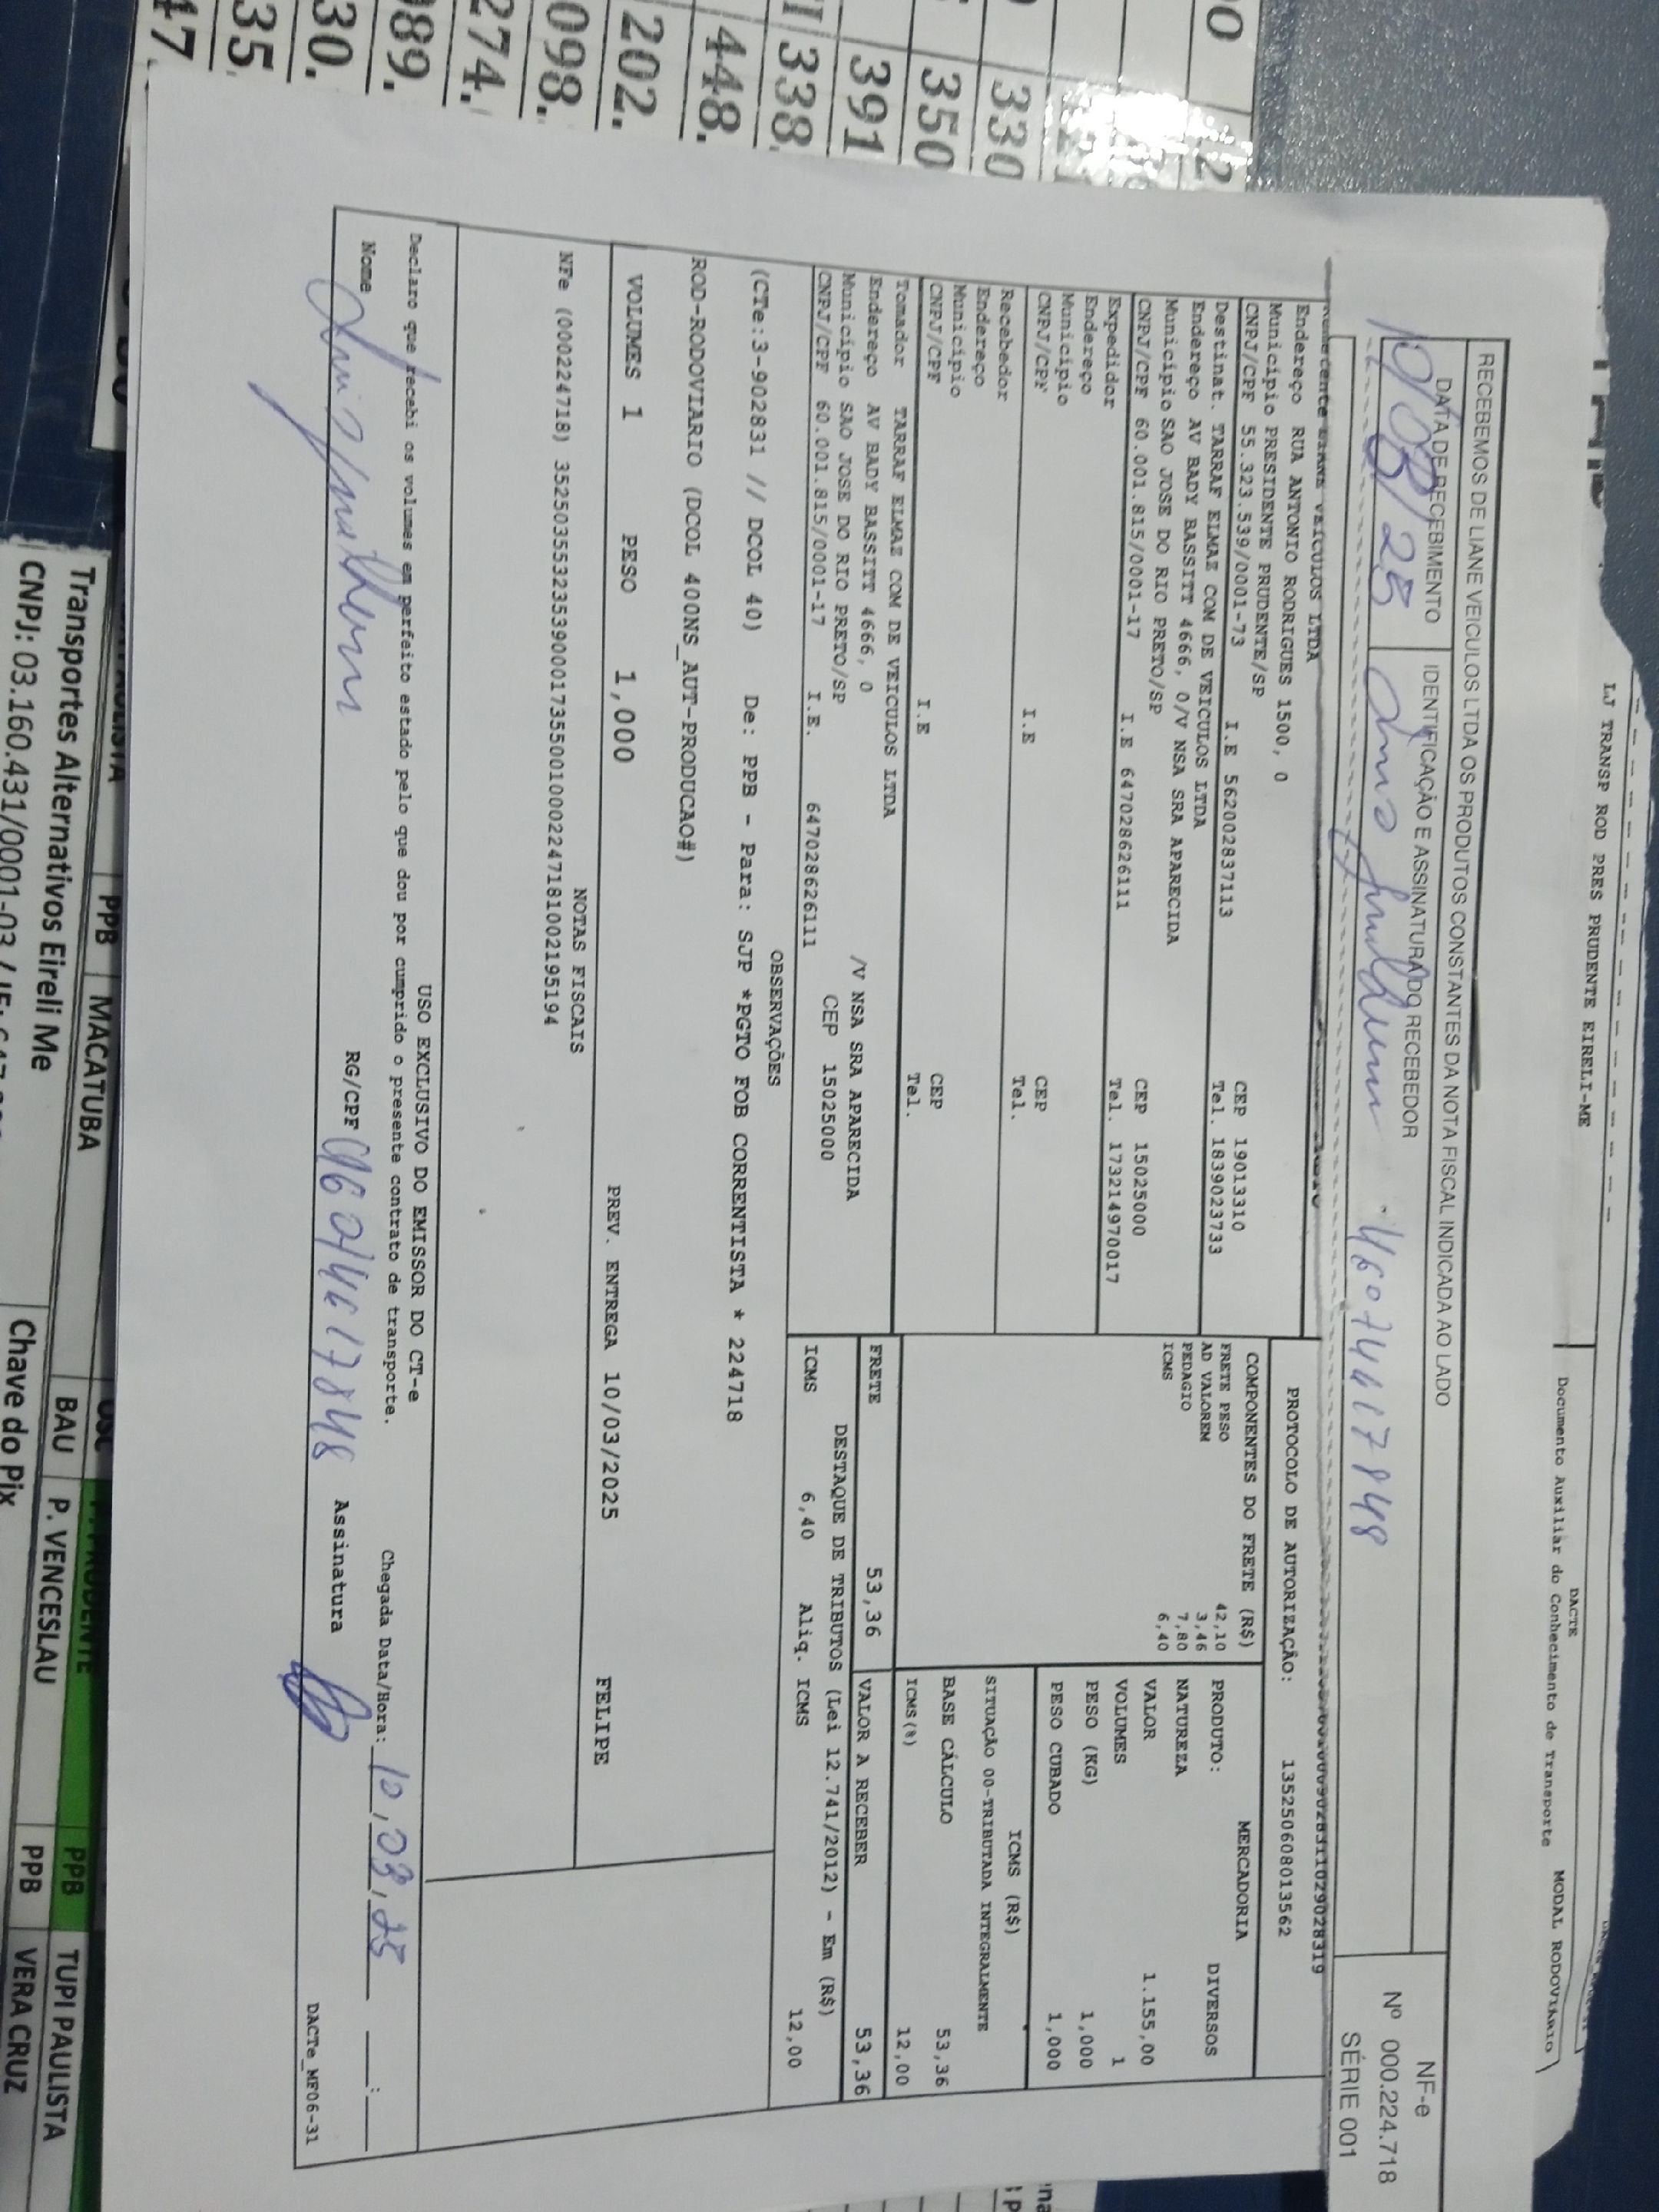 LJ TRANSP ROD PRES PRUDENTE EIRELI-ME
DACTE
Documento Auxiliar do Conhecimento de Transporte
MODAL RODOVIARIO
RECEBEMOS DE LIANE VEICULOS LTDA OS PRODUTOS CONSTANTES DA NOTA FISCAL INDICADA AO LADO
DATA DE RECEBIMENTO
IDENTIFICAÇÃO E ASSINATURA DO RECEBEDOR
NF-e
Nº 000.224.718
SÉRIE 001
10/03/25
46074617848
VEICULOS LTDA
Endereço RUA ANTONIO RODRIGUES 1500, 0
Município PRESIDENTE PRUDENTE/SP CEP 19013310
CNPJ/CPF 55.323.539/0001-73 I.E 562002837113 Tel. 1839023733
Destinat. TARRAF ELMAZ COM DE VEICULOS LTDA
Endereço AV BADY BASSITT 4666, 0/V NSA SRA APARECIDA
Município SAO JOSE DO RIO PRETO/SP CEP 15025000
CNPJ/CPF 60.001.815/0001-17 I.E 647028626111 Tel. 173214970017
Expedidor
Endereço
Município CEP
CNPJ/CPF I.E Tel.
Recebedor
Endereço
Município CEP
CNPJ/CPF I.E Tel.
Tomador TARRAF ELMAZ COM DE VEICULOS LTDA
Endereço AV BADY BASSITT 4666, 0 /V NSA SRA APARECIDA
Município SAO JOSE DO RIO PRETO/SP CEP 15025000
CNPJ/CPF 60.001.815/0001-17 I.E. 647028626111
PROTOCOLO DE AUTORIZAÇÃO: 135250608013562
COMPONENTES DO FRETE (R$)
FRETE PESO 42,10
AD VALOREM 3,46
PEDAGIO 7,80
ICMS 6,40
MERCADORIA
PRODUTO: DIVERSOS
NATUREZA
VALOR 1.155,00
VOLUMES 1
PESO (KG) 1,000
PESO CUBADO 1,000
ICMS (R$)
SITUAÇÃO 00-TRIBUTADA INTEGRALMENTE
BASE CÁLCULO 53,36
ICMS(%) 12,00
FRETE 53,36
VALOR A RECEBER 53,36
DESTAQUE DE TRIBUTOS (Lei 12.741/2012) - Em (R$)
ICMS 6,40 Aliq. ICMS 12,00
OBSERVAÇÕES
(CTe:3-902831 // DCOL 40) De: PPB - Para: SJP *PGTO FOB CORRENTISTA * 224718
ROD-RODOVIARIO (DCOL 400NS_AUT-PRODUCAO#)
VOLUMES 1 PESO 1,000 PREV. ENTREGA 10/03/2025 FELIPE
NOTAS FISCAIS
NFe (000224718) 35250355323539000173550010002247181002195194
USO EXCLUSIVO DO EMISSOR DO CT-e
Declaro que recebi os volumes em perfeito estado pelo que dou por cumprido o presente contrato de transporte.
Chegada Data/Hora: 10/03/25
Nome
RG/CPF 46074617848
Assinatura
DACTe_MF06-31
330
350
391
338.
448.
202.
098.
274.
089.
30.
35.
47.
PPB MACATUBA
BAU P. VENCESLAU PPB TUPI PAULISTA
PPB VERA CRUZ
Transportes Alternativos Eireli Me
CNPJ: 03.160.431/0001-03
Chave do Pix